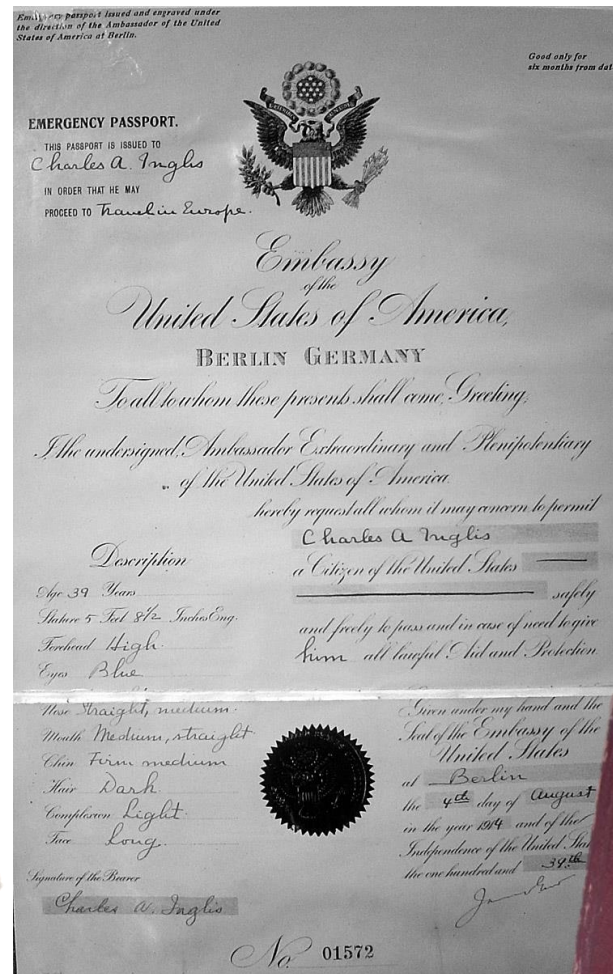 Emergency passport issued and engraved under
the direction of the Ambassador of the United
States of America at Berlin.
Good only for
six months from dat
EMERGENCY PASSPORT.
THIS PASSPORT IS ISSUED TO
Charles A. Inglis
IN ORDER THAT HE MAY
PROCEED TO Travel in Europe.
Embassy
of the
United States of America,
BERLIN GERMANY
To all to whom these presents shall come, Greeting,
I the undersigned, Ambassador Extraordinary and Plenipotentiary
of the United States of America.
hereby request all whom it may concern to permit
Charles A Inglis
a Citizen of the United States
safely
and freely to pass and in case of need to give
him all lawful Aid and Protection
Description
Age 39 Years
Stature 5 Feet 8 1/2 Inches Eng.
Forehead High.
Eyes Blue
Nose Straight, medium.
Mouth Medium, straight
Chin Firm medium
Hair Dark.
Complexion Light.
Face Long.
Signature of the Bearer
Charles A. Inglis
Given under my hand and the
Seal of the Embassy of the
United States
at Berlin
the 4th day of August
in the year 1914 and of the
Independence of the United Stat
the one hundred and 39th
No. 01572